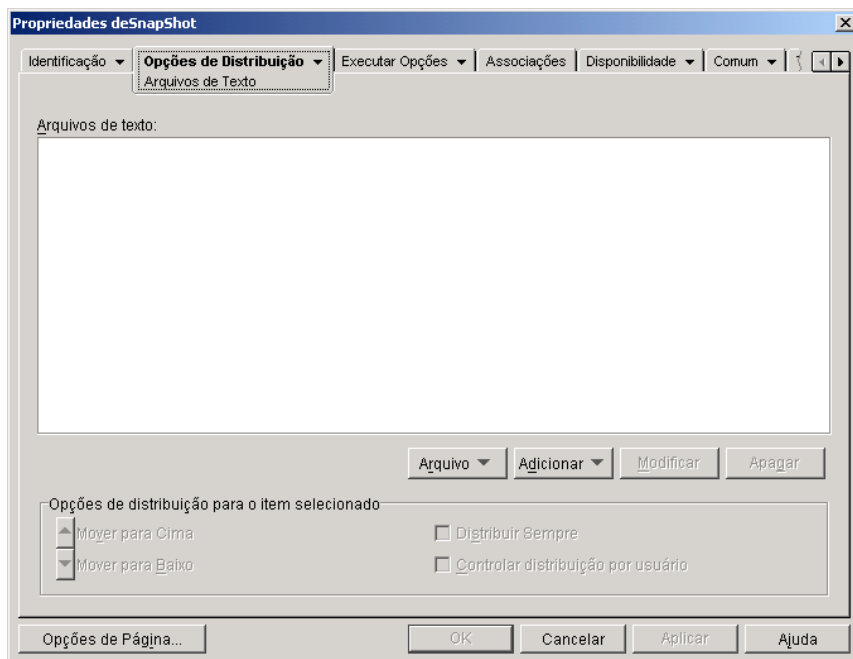 Propriedades deSnapShot
Identificação Opções de Distribuição Executar Opções Associações Disponibilidade Comum
Arquivos de Texto
Arquivos de texto:
Arquivo Adicionar Modificar Apagar
Opções de distribuição para o item selecionado
Mover para Cima Distribuir Sempre
Mover para Baixo Controlar distribuição por usuário
Opções de Página... OK Cancelar Aplicar Ajuda